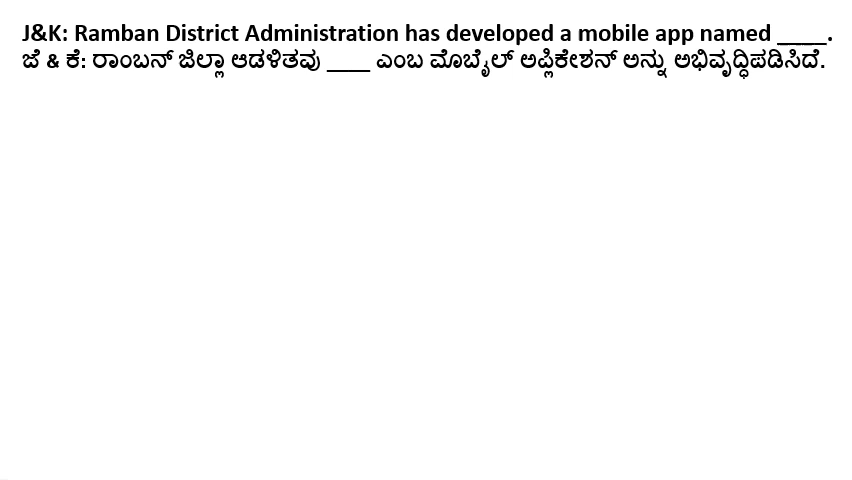 J&K: Ramban District Administration has developed a mobile app named ____.
ಜೆ & ಕೆ: ರಾಂಬನ್ ಜಿಲ್ಲಾ ಆಡಳಿತವು ____ ಎಂಬ ಮೊಬೈಲ್ ಅಪ್ಲಿಕೇಶನ್ ಅನ್ನು ಅಭಿವೃದ್ಧಿಪಡಿಸಿದೆ.